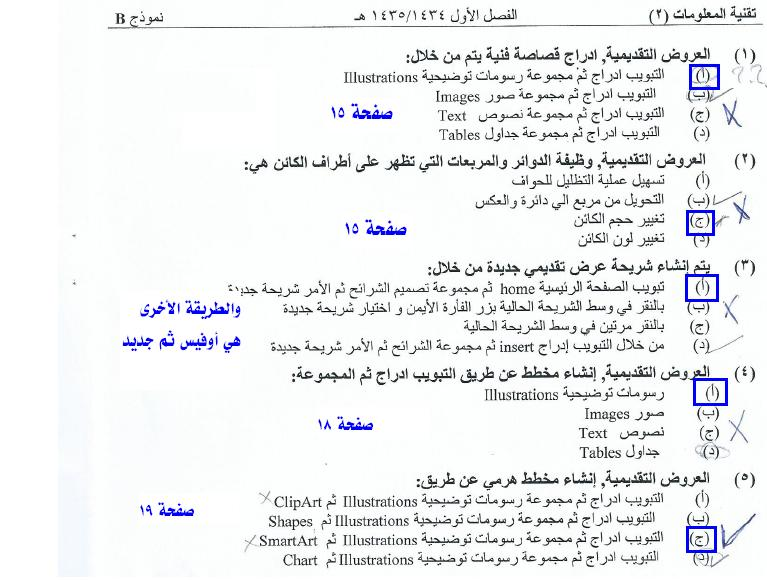 تقنية المعلومات (٢) الفصل الأول ١٤٣٥/١٤٣٤ هـ نموذج B
(١) العروض التقديمية, ادراج قصاصة فنية يتم من خلال:
(أ) التبويب ادراج ثم مجموعة رسومات توضيحية Illustrations ??
(ب) التبويب ادراج ثم مجموعة صور Images
(ج) التبويب ادراج ثم مجموعة نصوص Text صفحة ١٥
(د) التبويب ادراج ثم مجموعة جداول Tables
(٢) العروض التقديمية, وظيفة الدوائر والمربعات التي تظهر على أطراف الكائن هي:
(أ) تسهيل عملية التظليل للحواف
(ب) التحويل من مربع الي دائرة والعكس
(ج) تغيير حجم الكائن صفحة ١٥
(د) تغيير لون الكائن
(٣) يتم إنشاء شريحة عرض تقديمي جديدة من خلال:
(أ) تبويب الصفحة الرئيسية home ثم مجموعة تصميم الشرائح ثم الأمر شريحة جديدة
(ب) بالنقر في وسط الشريحة الحالية بزر الفأرة الأيمن و اختيار شريحة جديدة والطريقة الأخرى
(ج) بالنقر مرتين في وسط الشريحة الحالية
(د) من خلال التبويب إدراج insert ثم مجموعة الشرائح ثم الأمر شريحة جديدة هي أوفيس ثم جديد
(٤) العروض التقديمية, إنشاء مخطط عن طريق التبويب ادراج ثم المجموعة:
(أ) رسومات توضيحية Illustrations
(ب) صور Images
(ج) نصوص Text صفحة ١٨
(د) جداول Tables
(٥) العروض التقديمية, إنشاء مخطط هرمي عن طريق:
(أ) التبويب ادراج ثم مجموعة رسومات توضيحية Illustrations ثم ClipArt
(ب) التبويب ادراج ثم مجموعة رسومات توضيحية Illustrations ثم Shapes صفحة ١٩
(ج) التبويب ادراج ثم مجموعة رسومات توضيحية Illustrations ثم SmartArt
(د) التبويب ادراج ثم مجموعة رسومات توضيحية Illustrations ثم Chart